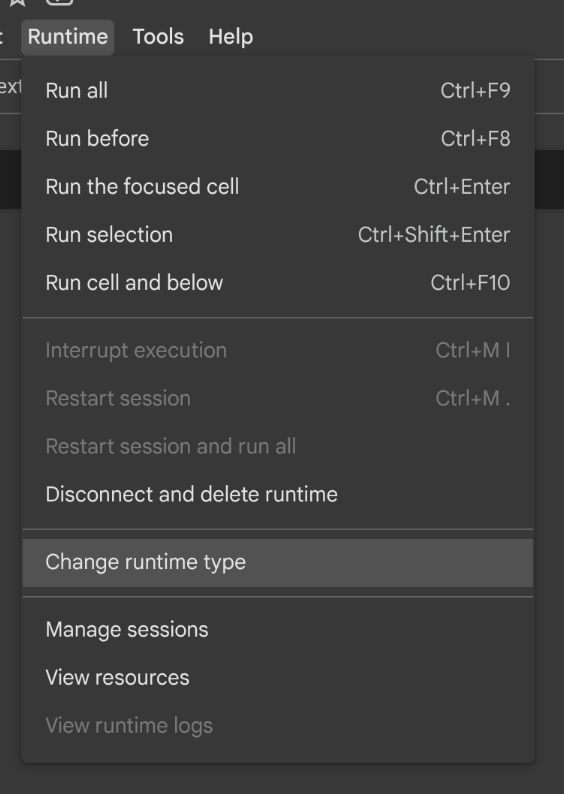 Runtime Tools Help
Run all Ctrl+F9
Run before Ctrl+F8
Run the focused cell Ctrl+Enter
Run selection Ctrl+Shift+Enter
Run cell and below Ctrl+F10
Interrupt execution Ctrl+M I
Restart session Ctrl+M .
Restart session and run all
Disconnect and delete runtime
Change runtime type
Manage sessions
View resources
View runtime logs